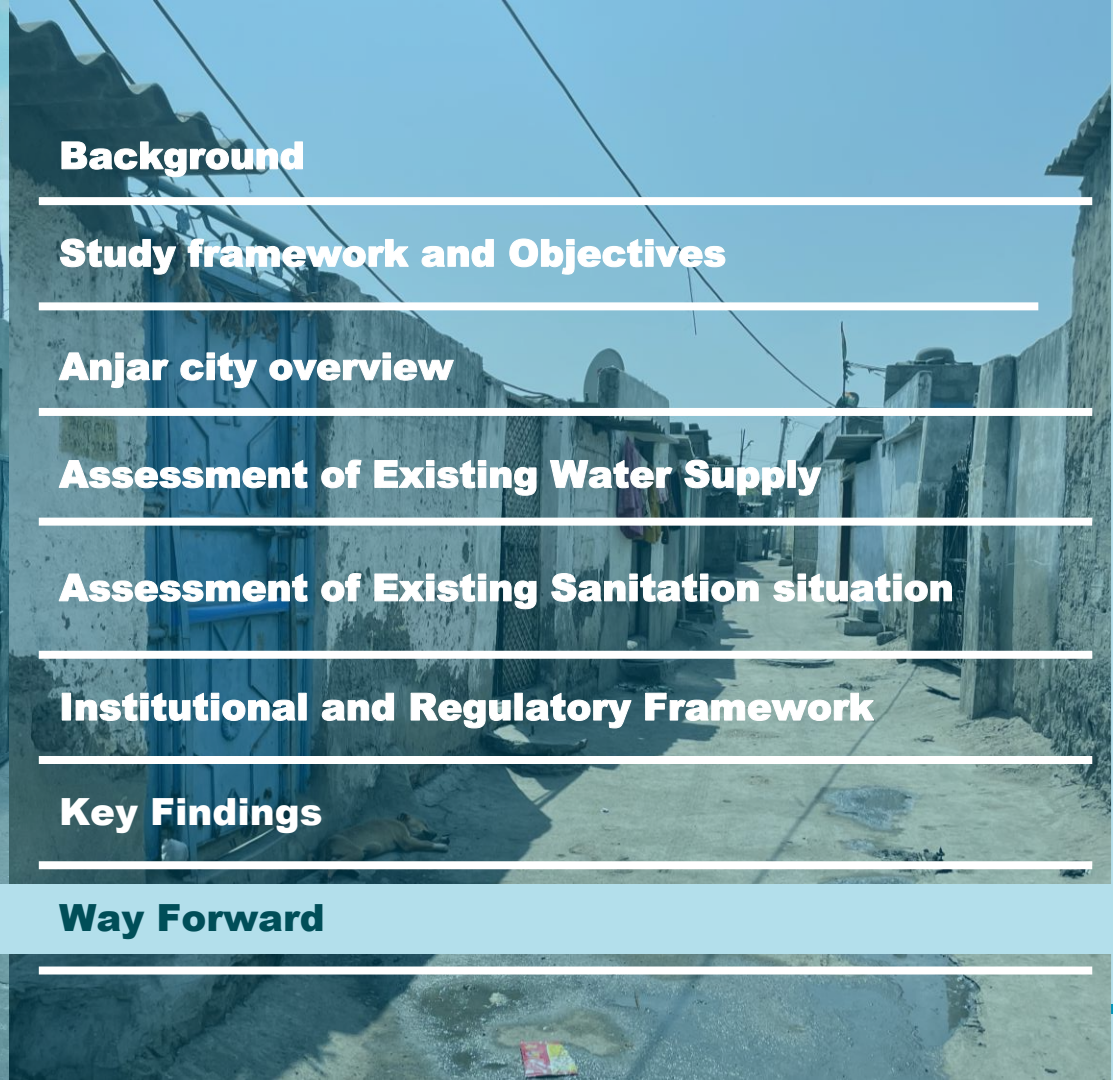 Background
Study framework and Objectives
Anjar city overview
Assessment of Existing Water Supply
Assessment of Existing Sanitation situation
Institutional and Regulatory Framework
Key Findings
Way Forward